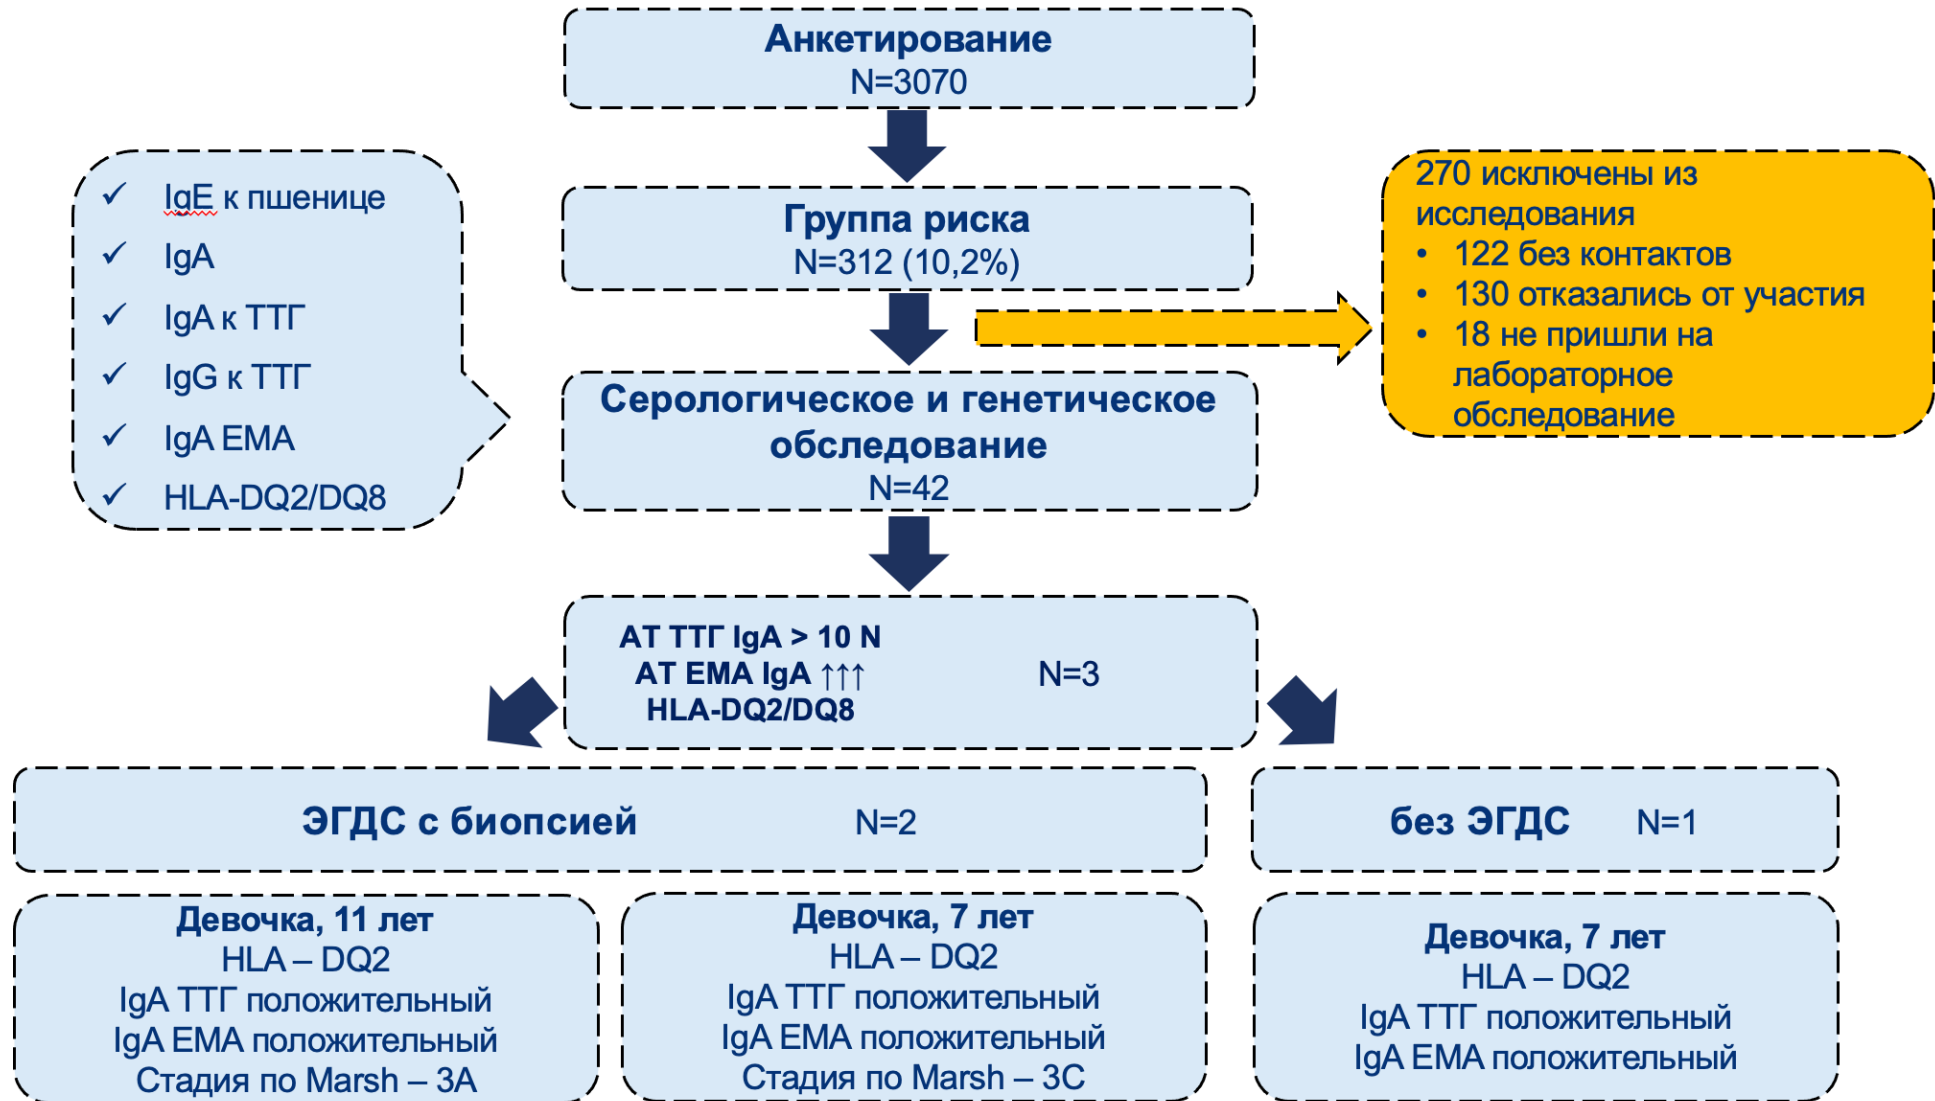 Анкетирование
N=3070
✓ IgE к пшенице
✓ IgA
✓ IgA к ТТГ
✓ IgG к ТТГ
✓ IgA EMA
✓ HLA-DQ2/DQ8
Группа риска
N=312 (10,2%)
270 исключены из
исследования
• 122 без контактов
• 130 отказались от участия
• 18 не пришли на
лабораторное
обследование
Серологическое и генетическое
обследование
N=42
АТ ТТГ IgA > 10 N
АТ EMA IgA ↑↑↑
HLA-DQ2/DQ8
N=3
ЭГДС с биопсией N=2
без ЭГДС N=1
Девочка, 11 лет
HLA – DQ2
IgA ТТГ положительный
IgA EMA положительный
Стадия по Marsh – 3A
Девочка, 7 лет
HLA – DQ2
IgA ТТГ положительный
IgA EMA положительный
Стадия по Marsh – 3C
Девочка, 7 лет
HLA – DQ2
IgA ТТГ положительный
IgA EMA положительный